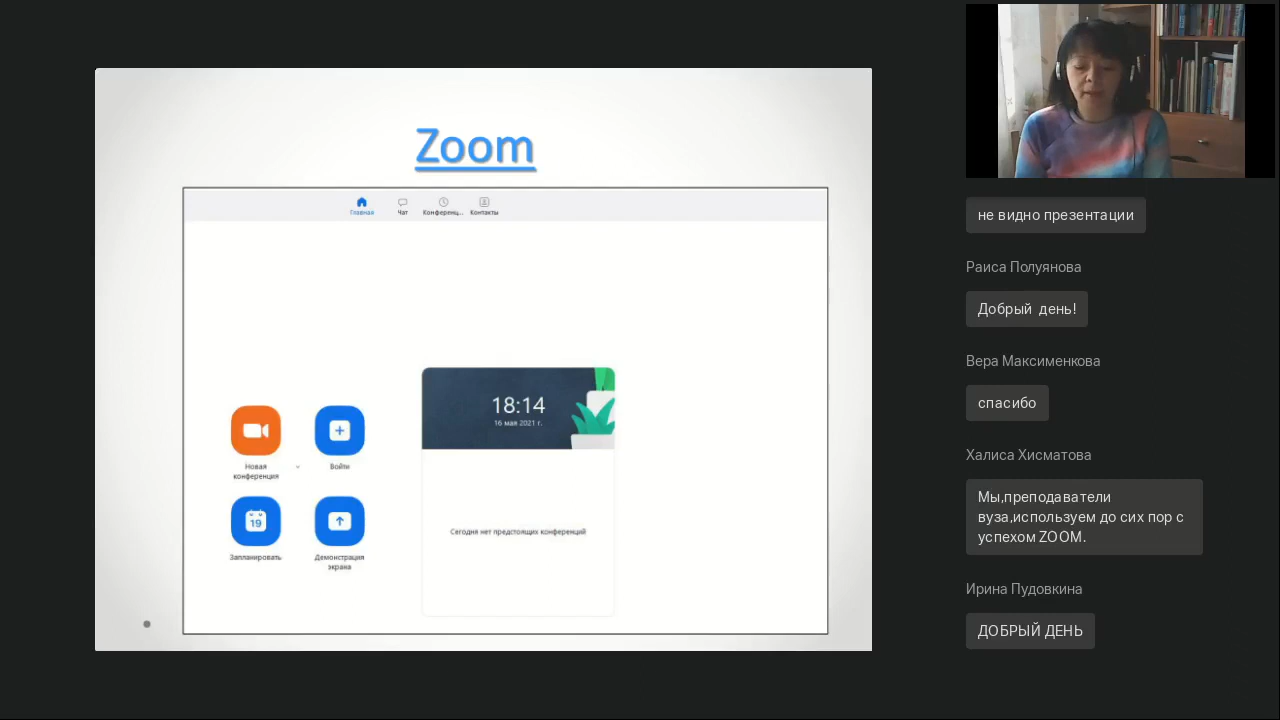 Zoom
Главная Чат Конференц... Контакты
18:14
16 мая 2021 г.
Новая конференция
Войти
19
Запланировать
Демонстрация экрана
Сегодня нет предстоящих конференций
не видно презентации
Раиса Полуянова
Добрый день!
Вера Максименкова
спасибо
Халиса Хисматова
Мы,преподаватели
вуза,используем до сих пор с
успехом ZOOM.
Ирина Пудовкина
ДОБРЫЙ ДЕНЬ